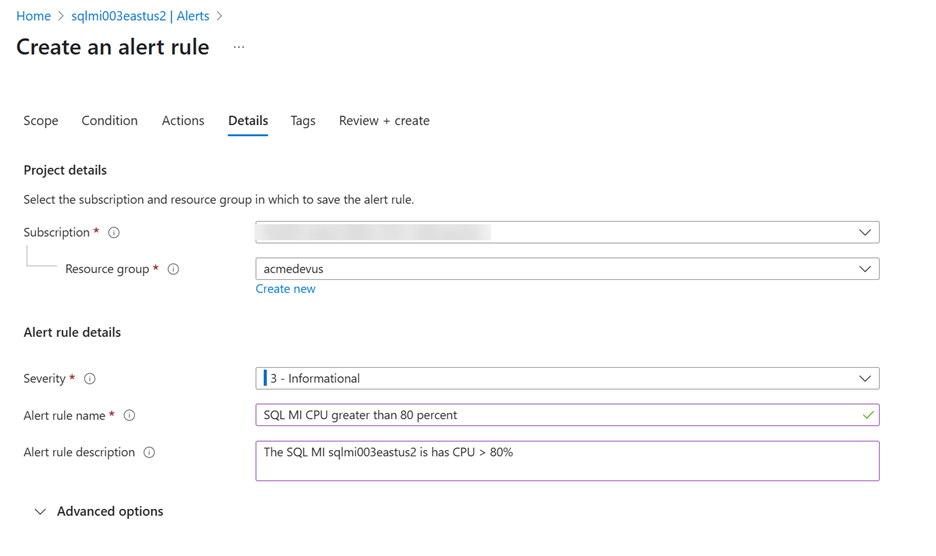 Home > sqlmi003eastus2 | Alerts >
Create an alert rule ...
Scope Condition Actions Details Tags Review + create
Project details
Select the subscription and resource group in which to save the alert rule.
Subscription *
Resource group * acmedevus
Create new
Alert rule details
Severity * 3 - Informational
Alert rule name * SQL MI CPU greater than 80 percent
Alert rule description The SQL MI sqlmi003eastus2 is has CPU > 80%
Advanced options